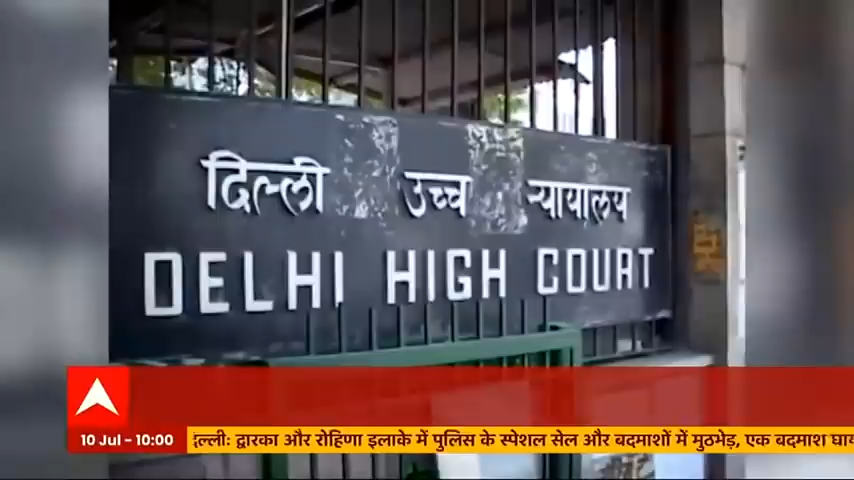 दिल्ली उच्च न्यायालय
DELHI HIGH COURT
10 Jul - 10:00
दिल्ली: द्वारका और रोहिणा इलाके में पुलिस के स्पेशल सेल और बदमाशों में मुठभेड़, एक बदमाश